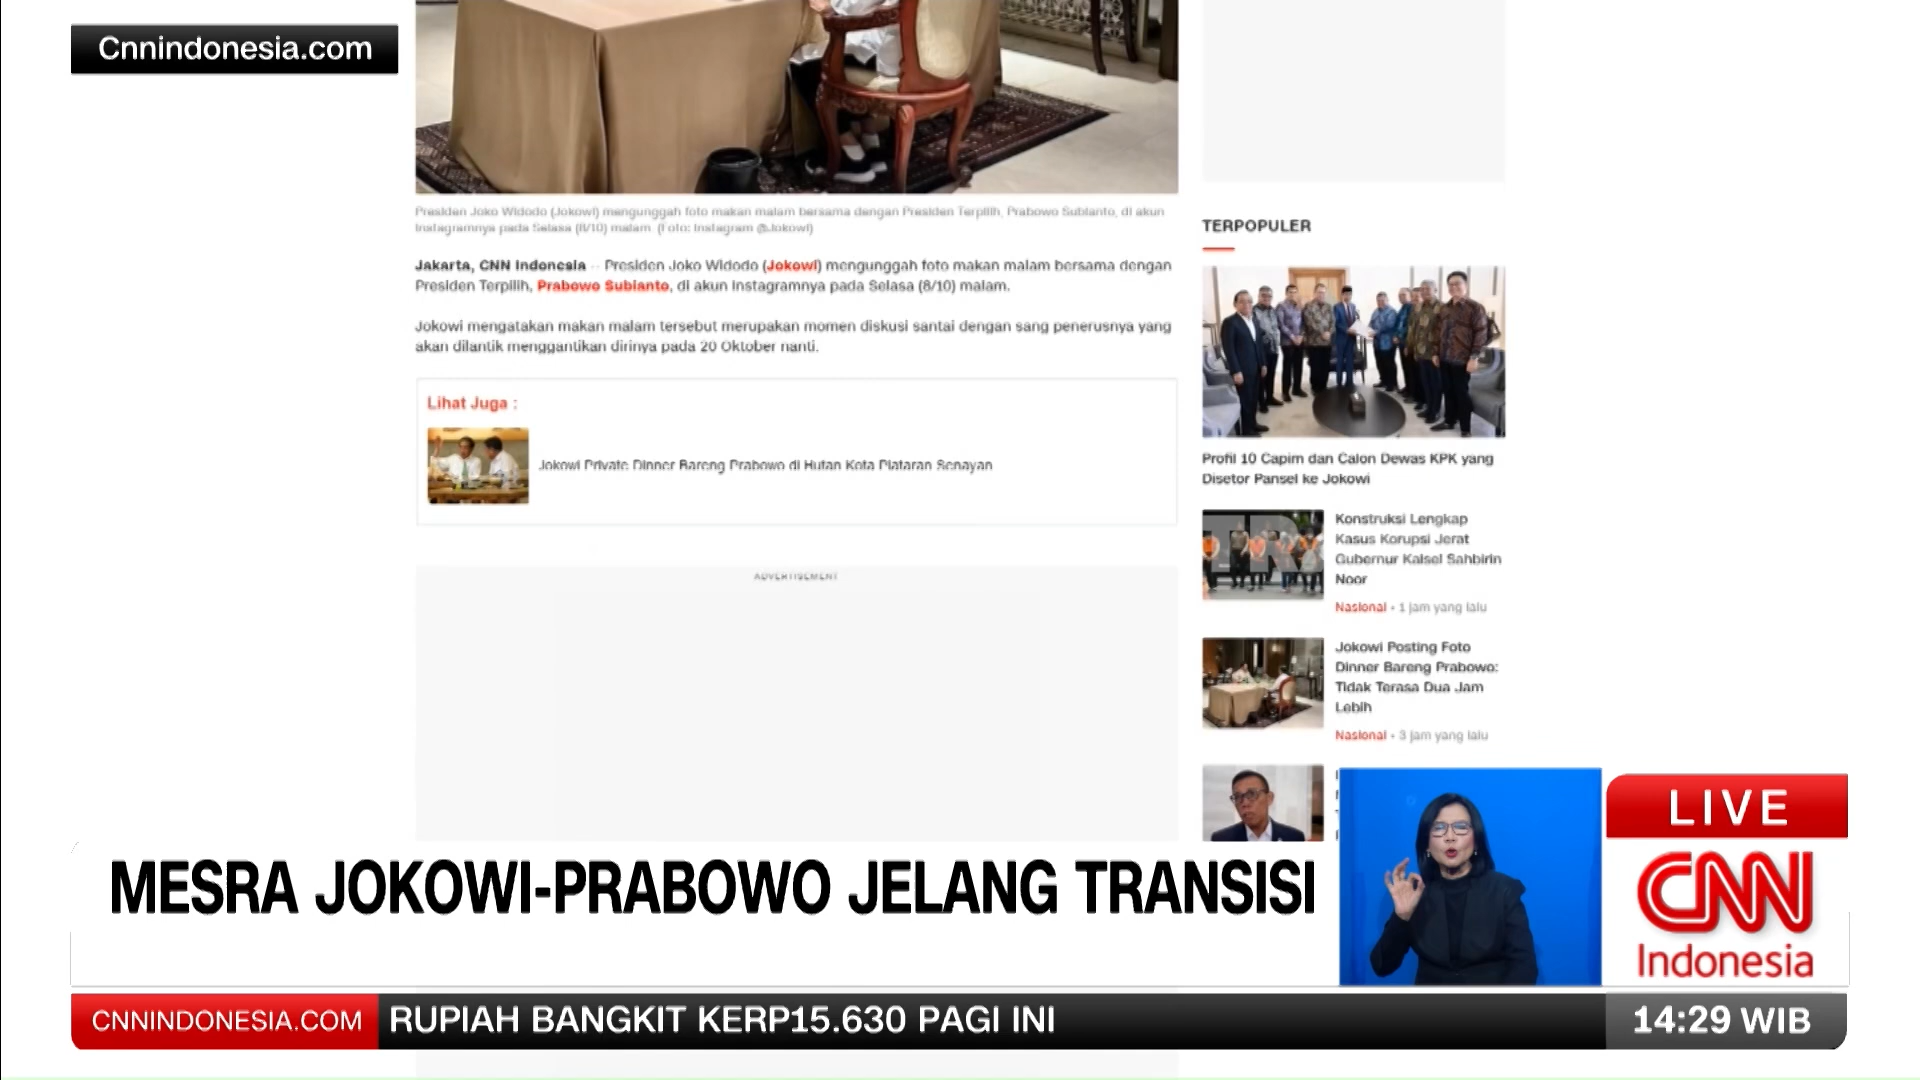 Cnnindonesia.com
Presiden Joko Widodo (Jokowi) mengunggah foto makan malam bersama dengan Presiden Terpilih, Prabowo Subianto, di akun
Instagramnya pada Selasa (8/10) malam. (Foto: Instagram @Jokowi)
Jakarta, CNN Indonesia -- Presiden Joko Widodo (Jokowi) mengunggah foto makan malam bersama dengan
Presiden Terpilih, Prabowo Subianto, di akun Instagramnya pada Selasa (8/10) malam.
Jokowi mengatakan makan malam tersebut merupakan momen diskusi santai dengan sang penerusnya yang
akan dilantik menggantikan dirinya pada 20 Oktober nanti.
Lihat Juga :
Jokowi Private Dinner Bareng Prabowo di Hutan Kota Plataran Senayan
ADVERTISEMENT
TERPOPULER
Profil 10 Capim dan Calon Dewas KPK yang
Disetor Pansel ke Jokowi
Konstruksi Lengkap
Kasus Korupsi Jerat
Gubernur Kalsel Sahbirin
Noor
Nasional • 1 jam yang lalu
Jokowi Posting Foto
Dinner Bareng Prabowo:
Tidak Terasa Dua Jam
Lebih
Nasional • 3 jam yang lalu
MESRA JOKOWI-PRABOWO JELANG TRANSISI
LIVE
CNN
Indonesia
CNNINDONESIA.COM
RUPIAH BANGKIT KERP15.630 PAGI INI
14:29 WIB